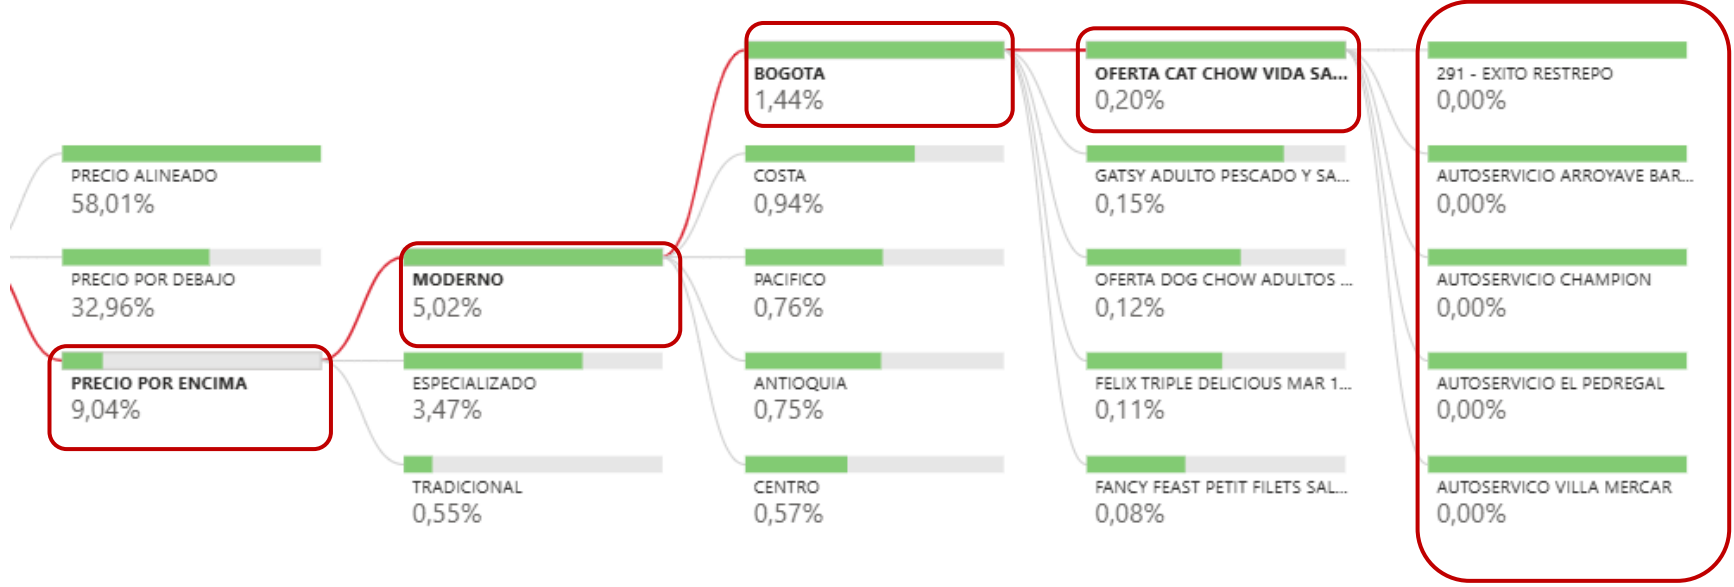 PRECIO ALINEADO
58,01%
PRECIO POR DEBAJO
32,96%
PRECIO POR ENCIMA
9,04%
MODERNO
5,02%
ESPECIALIZADO
3,47%
TRADICIONAL
0,55%
BOGOTA
1,44%
COSTA
0,94%
PACIFICO
0,76%
ANTIOQUIA
0,75%
CENTRO
0,57%
OFERTA CAT CHOW VIDA SA...
0,20%
GATSY ADULTO PESCADO Y SA...
0,15%
OFERTA DOG CHOW ADULTOS ...
0,12%
FELIX TRIPLE DELICIOUS MAR 1...
0,11%
FANCY FEAST PETIT FILETS SAL...
0,08%
291 - EXITO RESTREPO
0,00%
AUTOSERVICIO ARROYAVE BAR...
0,00%
AUTOSERVICIO CHAMPION
0,00%
AUTOSERVICIO EL PEDREGAL
0,00%
AUTOSERVICO VILLA MERCAR
0,00%